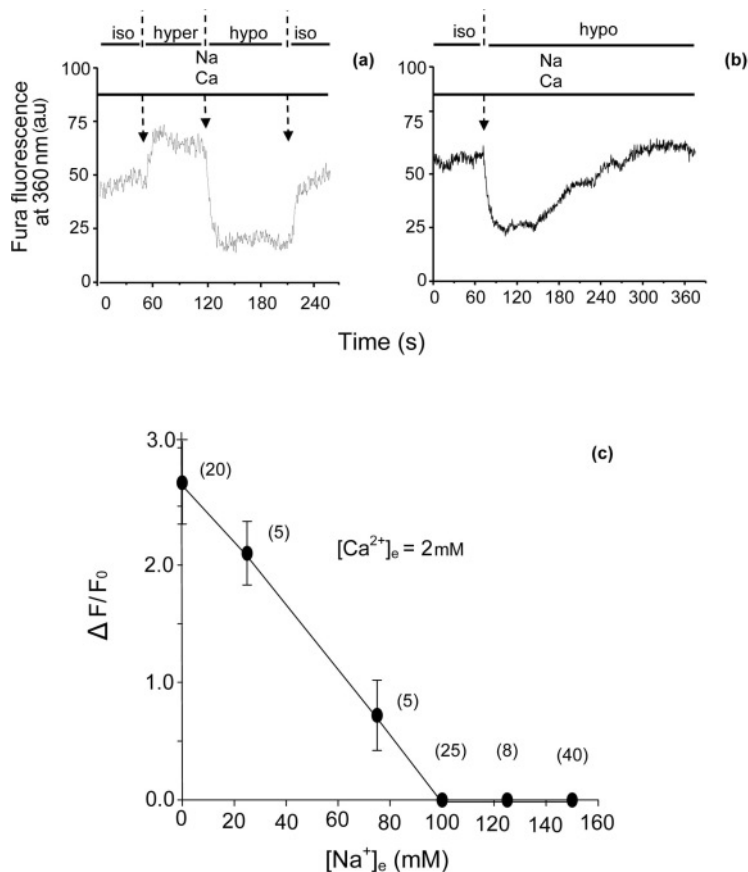 iso hyper hypo iso
Na
Ca
(a)
100
75
50
25
0
Fura fluorescence
at 360 nm (a.u)
0 60 120 180 240
iso hypo
Na
Ca
(b)
100
75
50
25
0
0 60 120 180 240 300 360
Time (s)
(c)
3.0
2.0
1.0
0.0
Δ F/F₀
(20)
(5)
[Ca²⁺]ₑ = 2mM
(5)
(25) (8) (40)
0 20 40 60 80 100 120 140 160
[Na⁺]ₑ (mM)